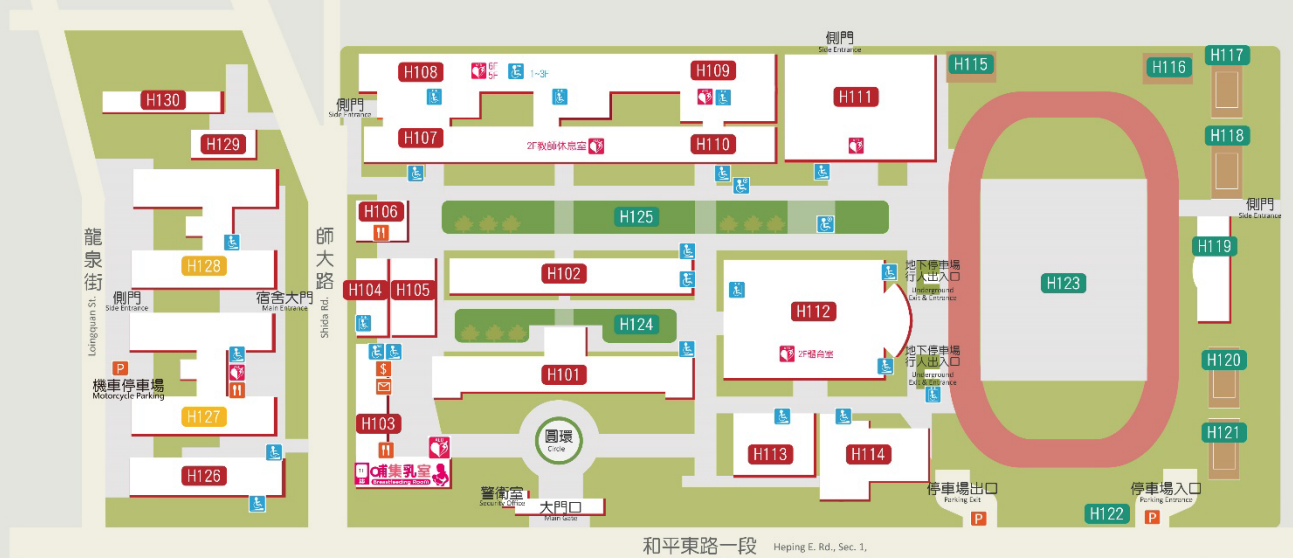 側門
Side Entrance
H115
H116
H117
H108
6F
5F
1~3F
H109
H111
H130
側門
Side Entrance
H107
2F教師休息室
H110
H118
H129
H106
H125
側門
Side Entrance
H119
龍泉街
Loingquan St.
師大路
Shida Rd.
H128
H104
H105
H102
地下停車場
行人出入口
Underground
Exit & Entrance
H123
側門
Side Entrance
宿舍大門
Main Entrance
H124
H112
2F體育室
地下停車場
行人出入口
Underground
Exit & Entrance
H120
P
機車停車場
Motorcycle Parking
$
H101
H127
H103
圓環
Circle
H113
H114
H121
H126
哺集乳室
Breastfeeding Room
警衛室
Security Office
大門口
Main Gate
停車場出口
Parking Exit
P
H122
停車場入口
Parking Entrance
P
和平東路一段 Heping E. Rd., Sec. 1,